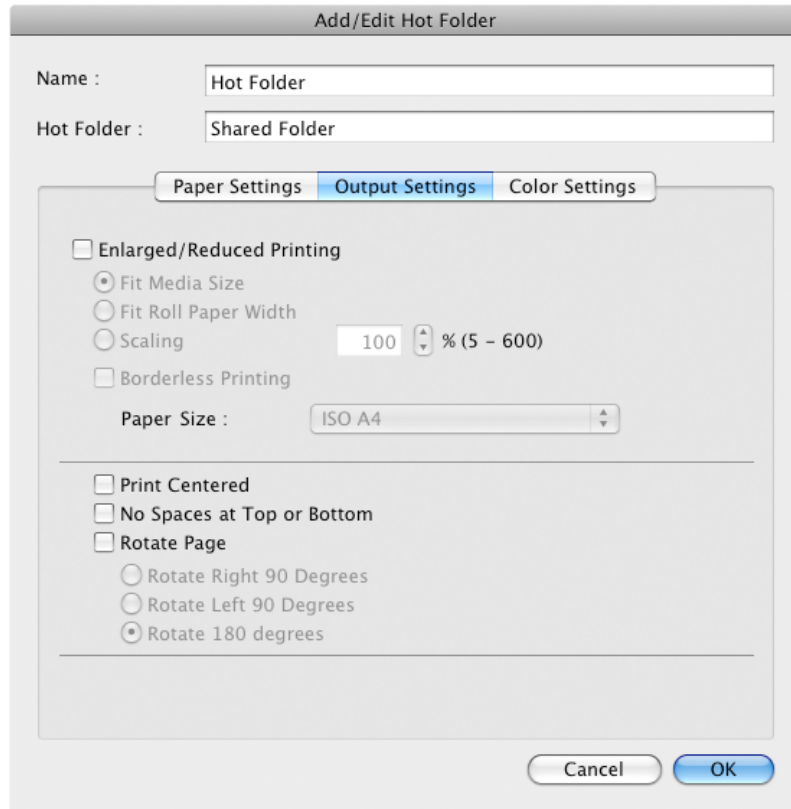 Add/Edit Hot Folder
Name : Hot Folder
Hot Folder : Shared Folder
Paper Settings Output Settings Color Settings
Enlarged/Reduced Printing
Fit Media Size
Fit Roll Paper Width
Scaling 100 % (5 – 600)
Borderless Printing
Paper Size : ISO A4
Print Centered
No Spaces at Top or Bottom
Rotate Page
Rotate Right 90 Degrees
Rotate Left 90 Degrees
Rotate 180 degrees
Cancel OK